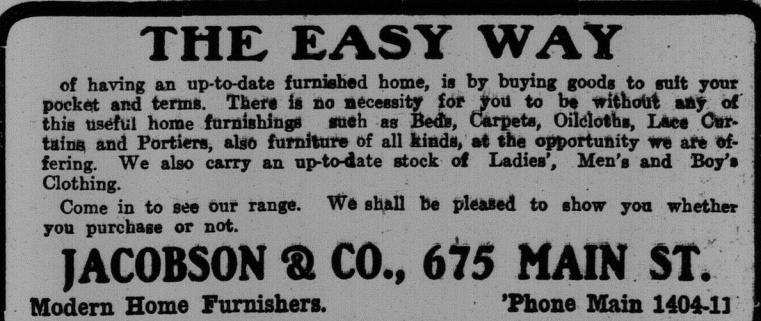 THE EASY WAY
of having an up-to-date furnished home, is by buying goods to suit your
pocket and terms. There is no necessity for you to be without any of
this useful home furnishings such as Beds, Carpets, Oilcloths, Lace Cur-
tains and Portiers, also furniture of all kinds, at the opportunity we are of-
fering. We also carry an up-to-date stock of Ladies', Men's and Boy's
Clothing.
Come in to see our range. We shall be pleased to show you whether
you purchase or not.
JACOBSON & CO., 675 MAIN ST.
Modern Home Furnishers. 'Phone Main 1404-11